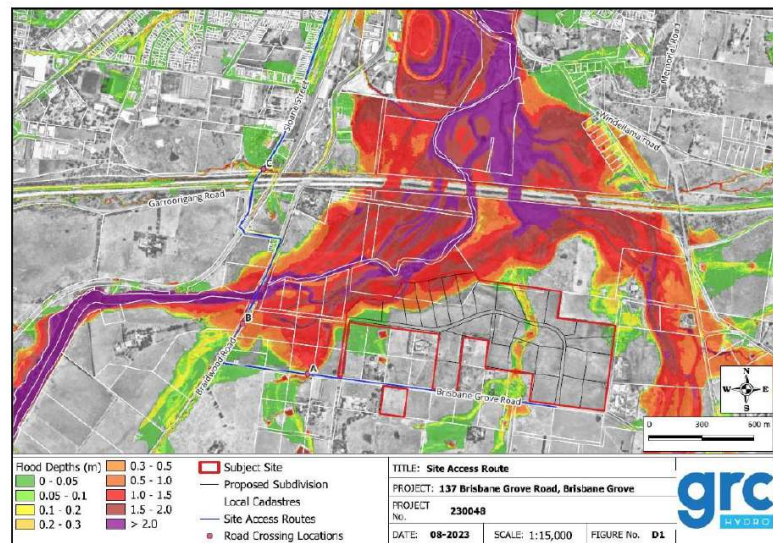 Sloane Street
Memorial Road
Windellama Road
C
Garroorigang Road
B
Braidwood Road
A
Brisbane Grove Road
N
W E
S
0 300 600 m
Flood Depths (m)
0 - 0.05
0.05 - 0.1
0.1 - 0.2
0.2 - 0.3
0.3 - 0.5
0.5 - 1.0
1.0 - 1.5
1.5 - 2.0
> 2.0
Subject Site
Proposed Subdivision
Local Cadastres
Site Access Routes
Road Crossing Locations
TITLE: Site Access Route
PROJECT: 137 Brisbane Grove Road, Brisbane Grove
PROJECT No. 230048
DATE: 08-2023 SCALE: 1:15,000 FIGURE No. D1
grc
HYDRO